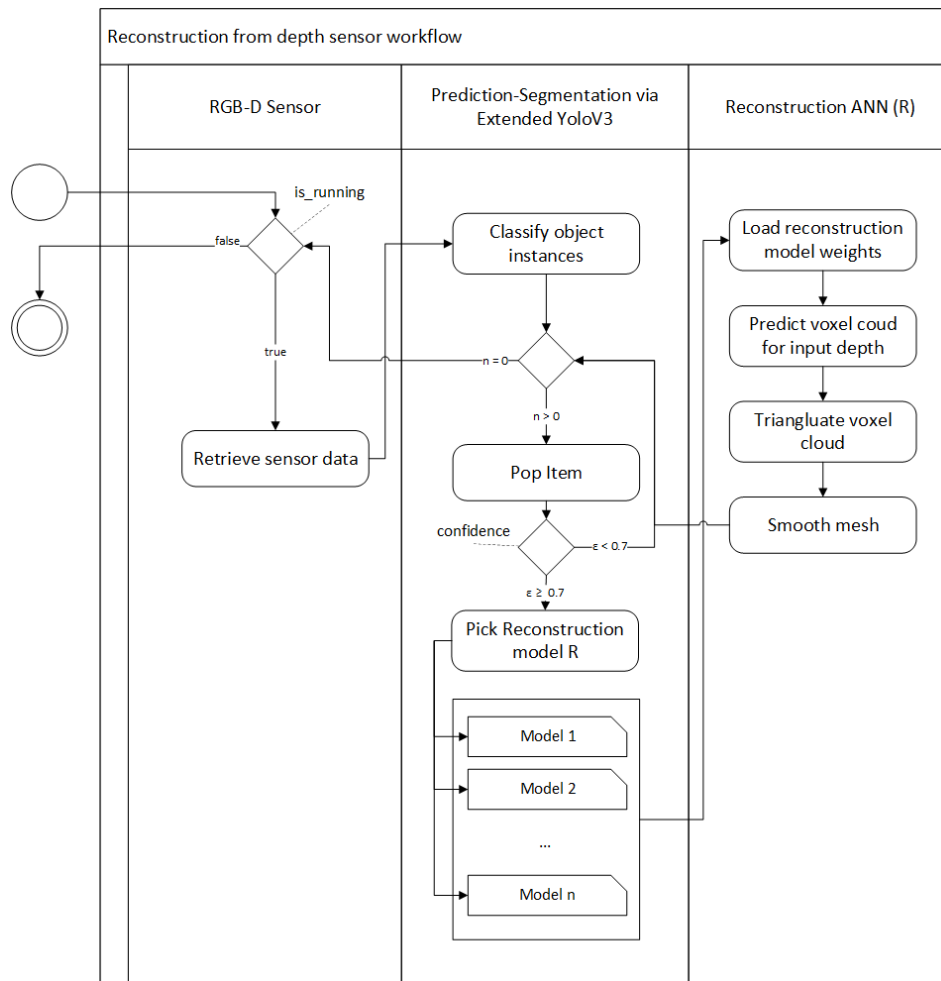 Reconstruction from depth sensor workflow
RGB-D Sensor
Prediction-Segmentation via
Extended YoloV3
Reconstruction ANN (R)
is_running
false
true
Retrieve sensor data
Classify object
instances
n = 0
n > 0
Pop Item
confidence
ε < 0.7
ε ≥ 0.7
Pick Reconstruction
model R
Model 1
Model 2
...
Model n
Load reconstruction
model weights
Predict voxel coud
for input depth
Triangluate voxel
cloud
Smooth mesh